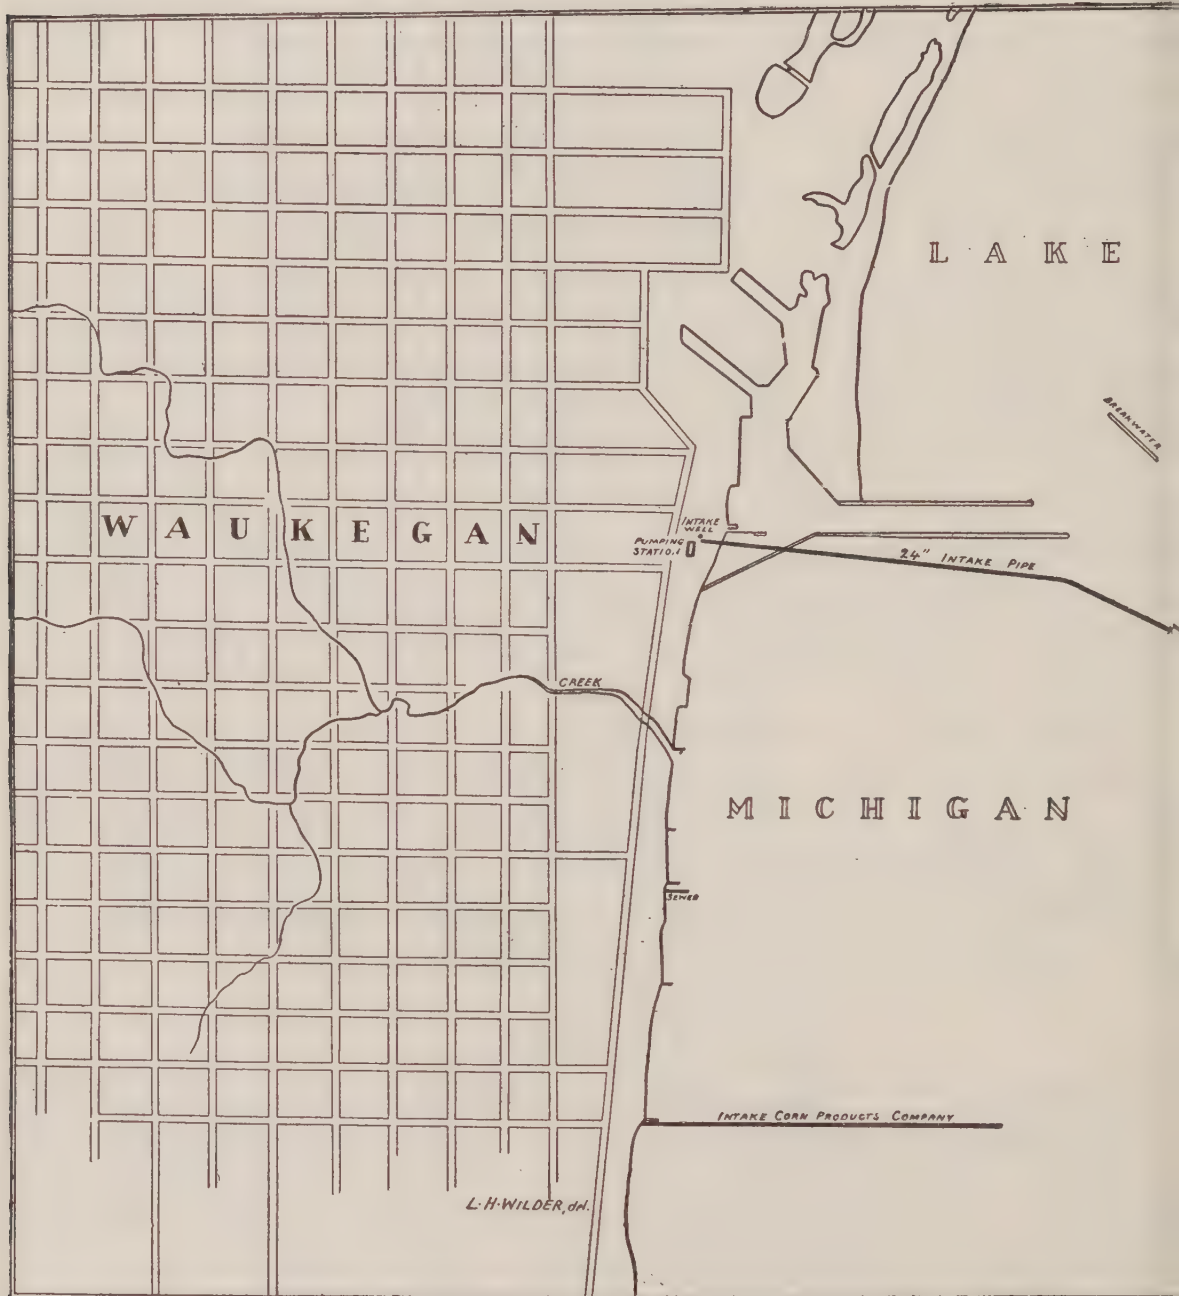 LAKE
BREAKWATER
WAUKEGAN
INTAKE
WELL
PUMPING
STATION
24" INTAKE PIPE
CREEK
MICHIGAN
SEWER
INTAKE CORN PRODUCTS COMPANY
L.H.WILDER, del.